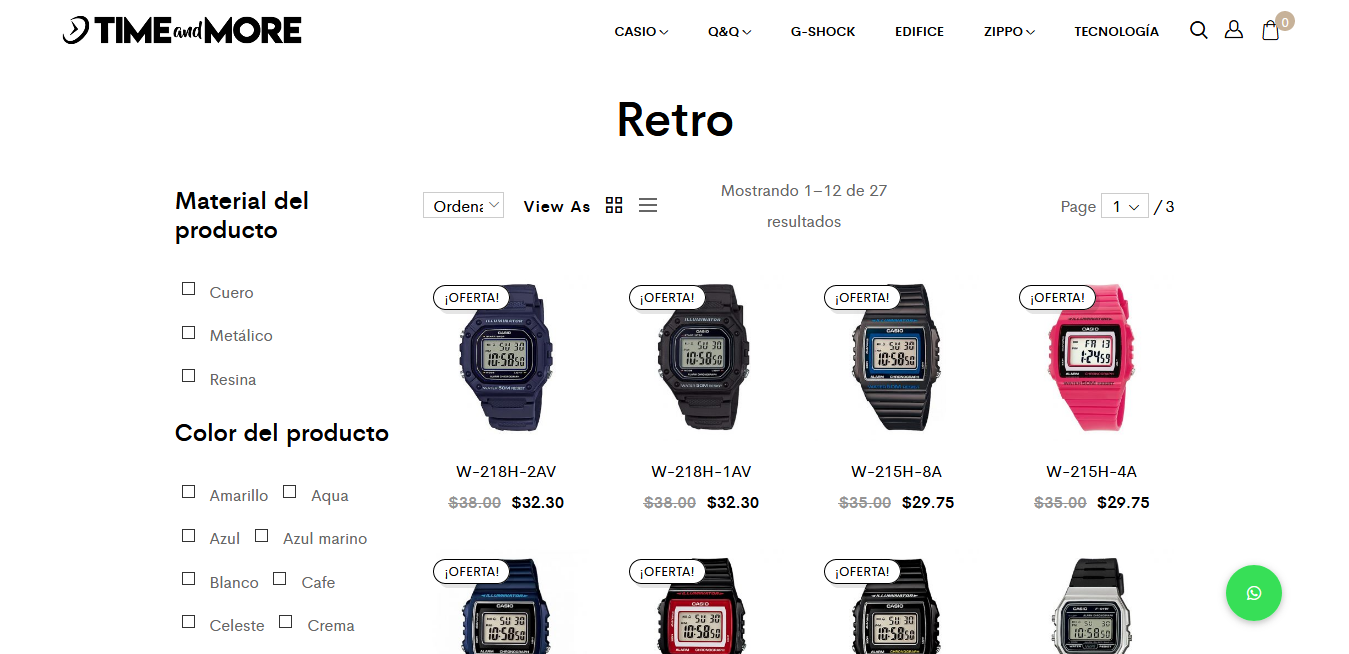 TIME and MORE
CASIO Q&Q G-SHOCK EDIFICE ZIPPO TECNOLOGÍA 0
Retro
Material del
producto
Cuero
Metálico
Resina
Color del producto
Amarillo Aqua
Azul Azul marino
Blanco Cafe
Celeste Crema
Ordena View As
Mostrando 1–12 de 27
resultados
Page 1 / 3
¡OFERTA! ¡OFERTA! ¡OFERTA! ¡OFERTA!
W-218H-2AV W-218H-1AV W-215H-8A W-215H-4A
$38.00 $32.30 $38.00 $32.30 $35.00 $29.75 $35.00 $29.75
¡OFERTA! ¡OFERTA! ¡OFERTA!